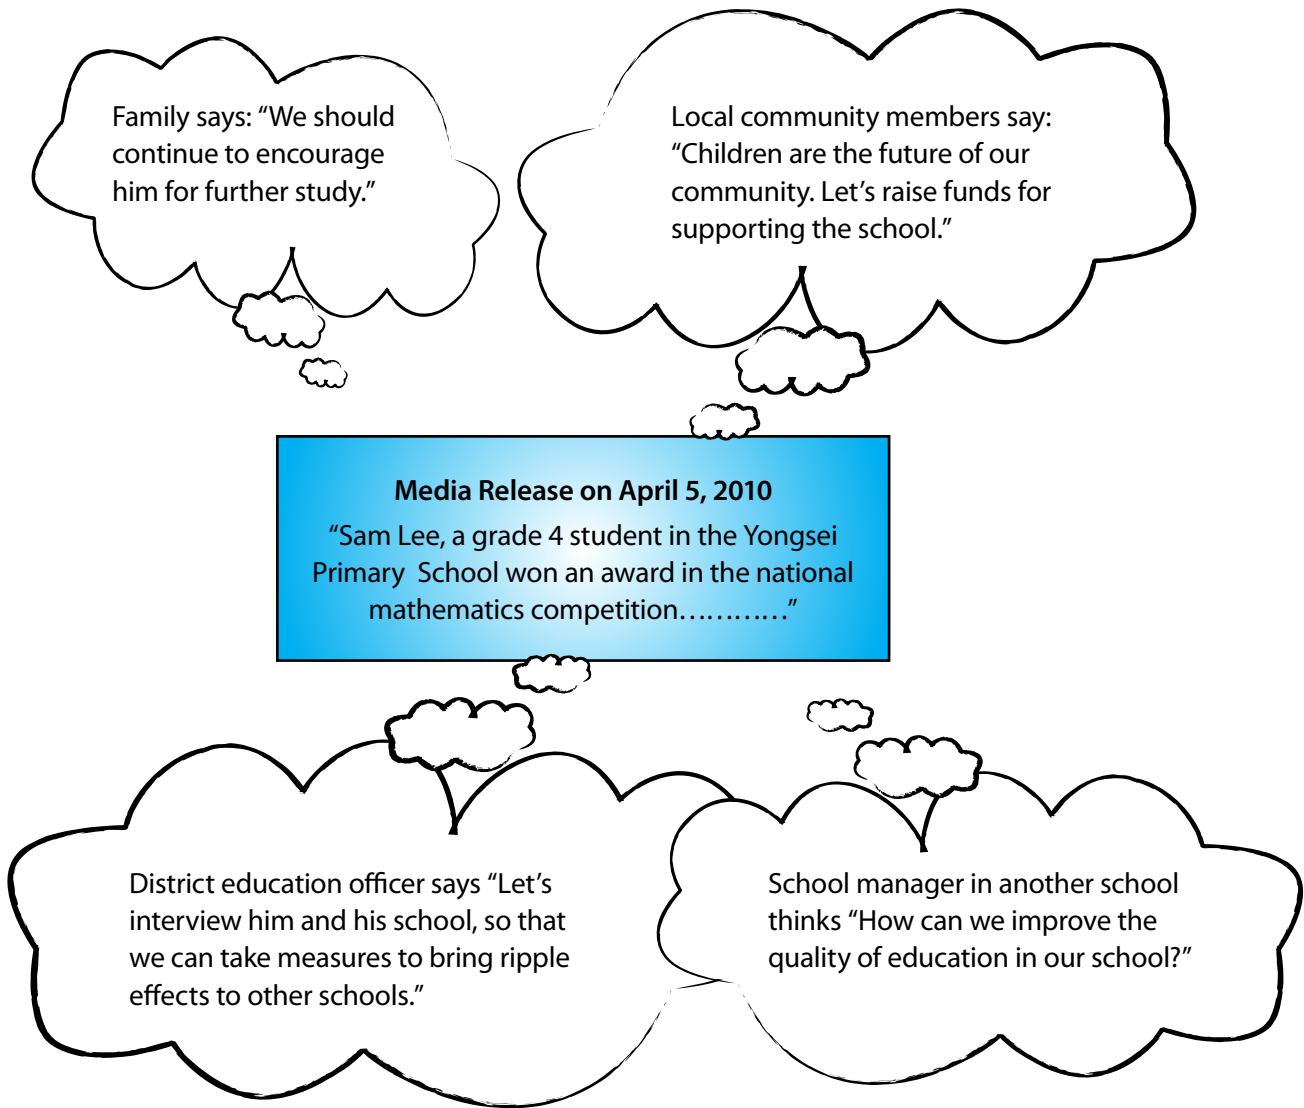 Family says: “We should
continue to encourage
him for further study.”
Local community members say:
“Children are the future of our
community. Let’s raise funds for
supporting the school.”
Media Release on April 5, 2010
“Sam Lee, a grade 4 student in the Yongsei
Primary  School won an award in the national
mathematics competition…………”
District education officer says “Let’s
interview him and his school, so that
we can take measures to bring ripple
effects to other schools.”
School manager in another school
thinks “How can we improve the
quality of education in our school?”